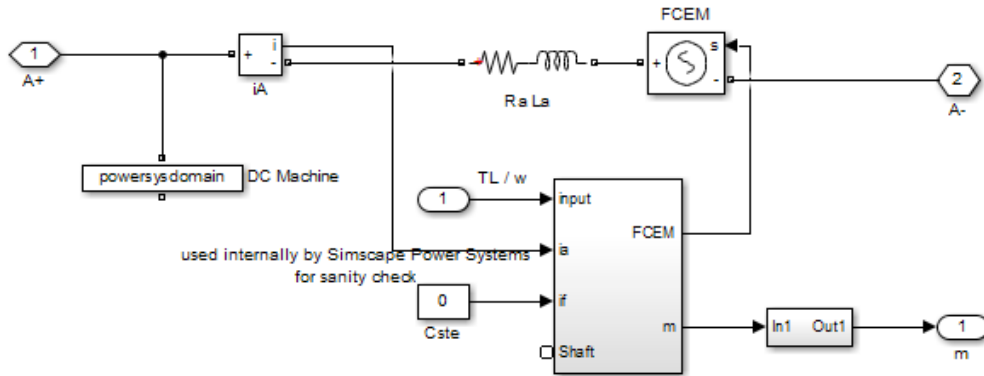 FCEM
1
A+
+
i
-
iA
Ra La
+
s
-
2
A-
powersysdomain
DC Machine
TL / w
1
input
FCEM
ia
used internally by Simscape Power Systems
for sanity check
0
Cste
if
m
Shaft
In1
Out1
1
m